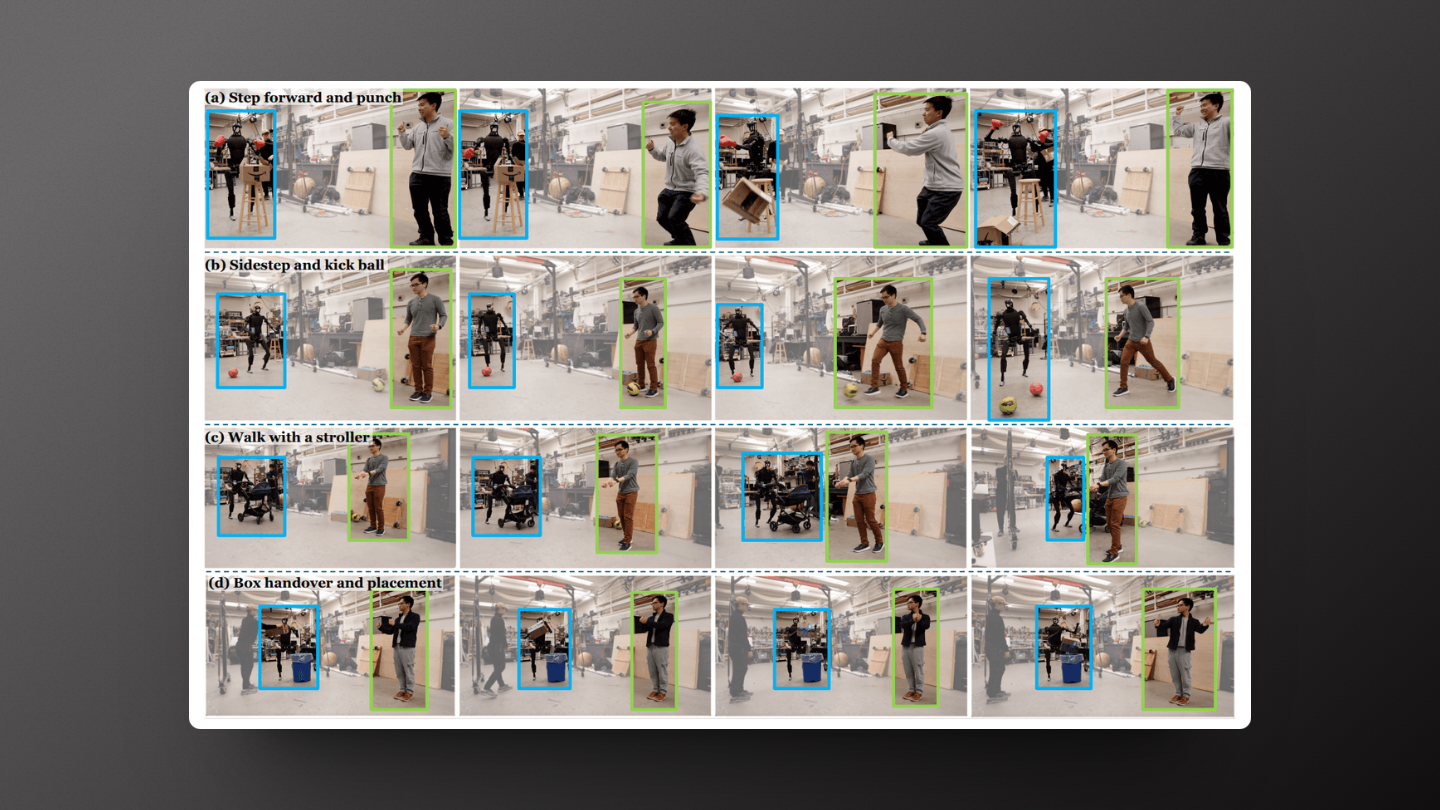 (a) Step forward and punch
(b) Sidestep and kick ball
(c) Walk with a stroller
(d) Box handover and placement